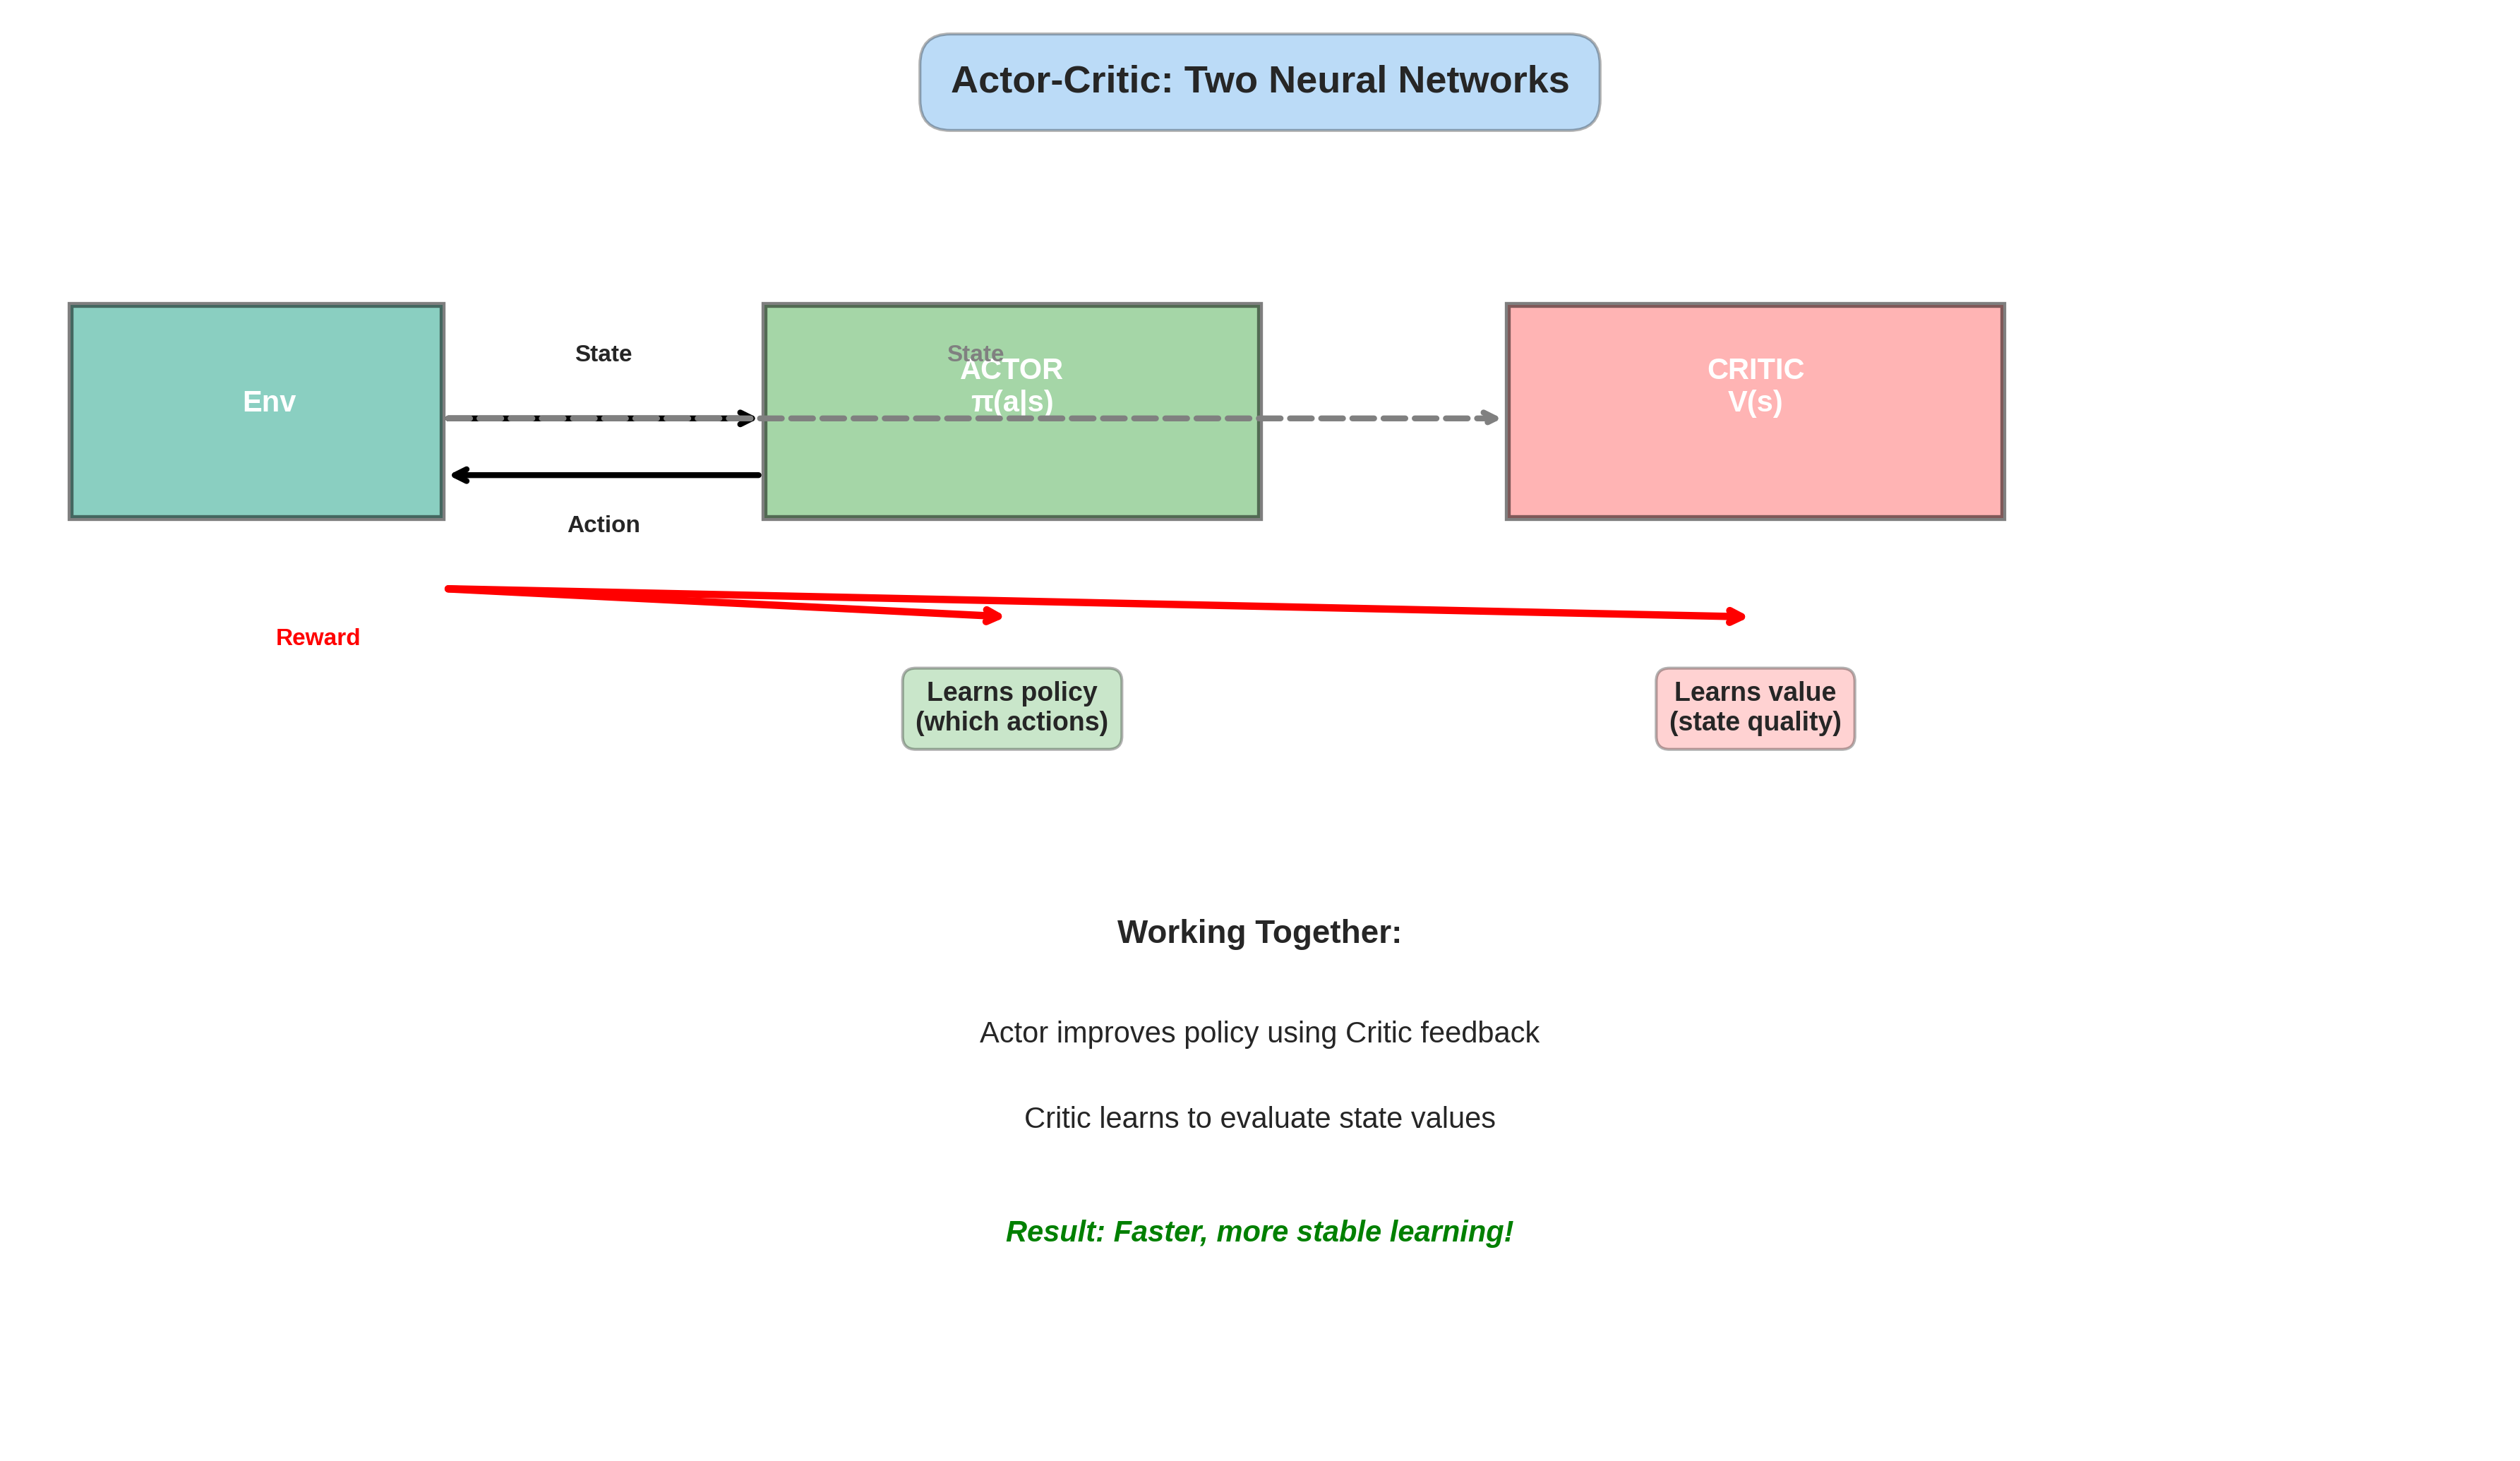 Actor-Critic: Two Neural Networks
Env
State
State
ACTOR
π(a|s)
CRITIC
V(s)
Action
Reward
Learns policy
(which actions)
Learns value
(state quality)
Working Together:
Actor improves policy using Critic feedback
Critic learns to evaluate state values
Result: Faster, more stable learning!